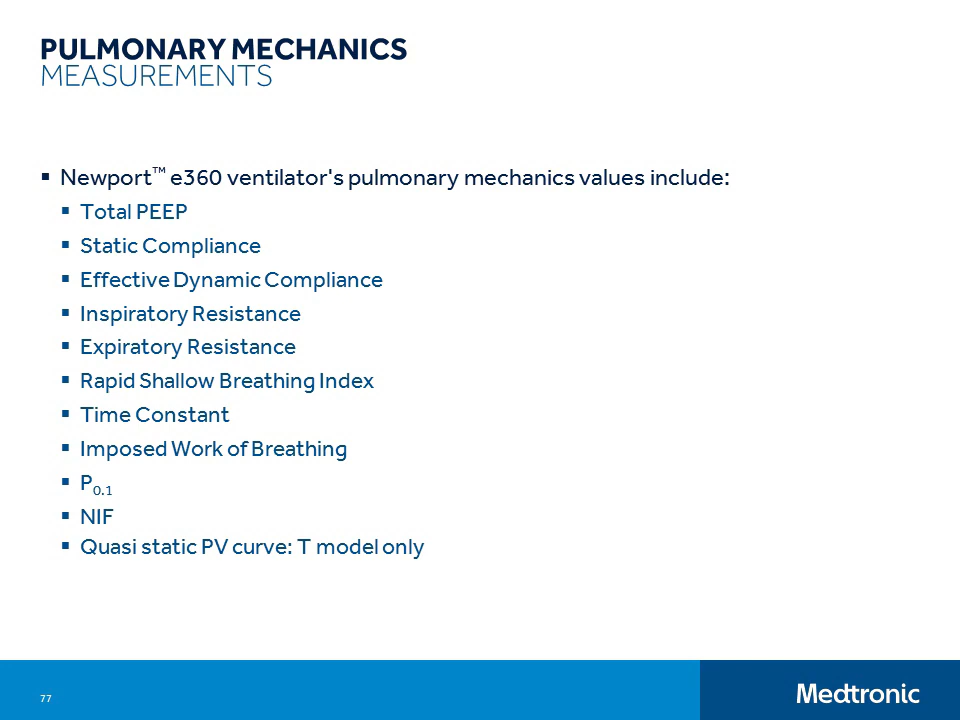 PULMONARY MECHANICS
MEASUREMENTS
▪ Newport™ e360 ventilator's pulmonary mechanics values include:
▪ Total PEEP
▪ Static Compliance
▪ Effective Dynamic Compliance
▪ Inspiratory Resistance
▪ Expiratory Resistance
▪ Rapid Shallow Breathing Index
▪ Time Constant
▪ Imposed Work of Breathing
▪ P0.1
▪ NIF
▪ Quasi static PV curve: T model only
77
Medtronic